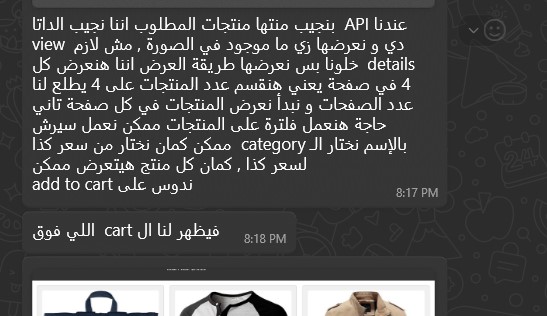 عندنا API بنجيب منتها منتجات المطلوب اننا نجيب الداتا
دي و نعرضها زي ما موجود في الصورة , مش لازم view
details خلونا بس نعرضها طريقة العرض اننا هنعرض كل
4 في صفحة يعني هنقسم عدد المنتجات على 4 يطلع لنا
عدد الصفحات و نبدأ نعرض المنتجات في كل صفحة تاني
حاجة هنعمل فلترة على المنتجات ممكن نعمل سيرش
بالإسم نختار الـ category ممكن كمان نختار من سعر كذا
لسعر كذا , كمان كل منتج هيتعرض ممكن
ندوس على add to cart
8:17 PM
فيظهر لنا ال cart اللي فوق
8:18 PM